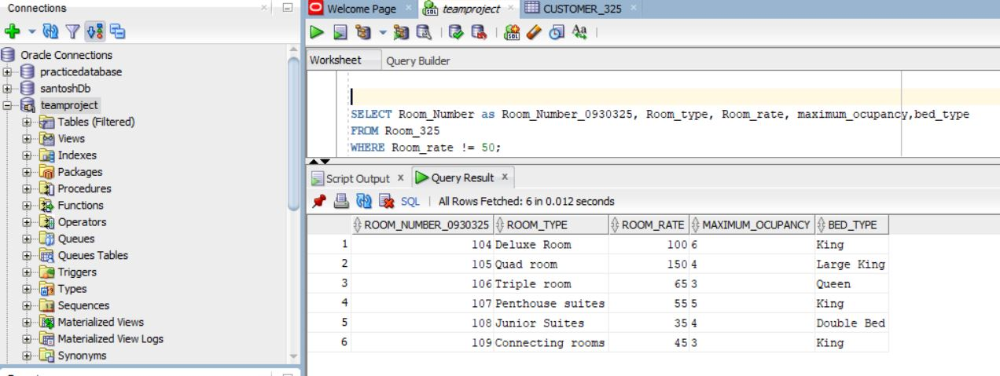 Connections
Oracle Connections
practicedatabase
santoshDb
teamproject
Tables (Filtered)
Views
Indexes
Packages
Procedures
Functions
Operators
Queues
Queues Tables
Triggers
Types
Sequences
Materialized Views
Materialized View Logs
Synonyms
Welcome Page teamproject CUSTOMER_325
Worksheet Query Builder
SELECT Room_Number as Room_Number_0930325, Room_type, Room_rate, maximum_ocupancy,bed_type
FROM Room_325
WHERE Room_rate != 50;
Script Output x Query Result x
SQL | All Rows Fetched: 6 in 0.012 seconds
ROOM_NUMBER_0930325 ROOM_TYPE ROOM_RATE MAXIMUM_OCUPANCY BED_TYPE
1 104 Deluxe Room 100 6 King
2 105 Quad room 150 4 Large King
3 106 Triple room 65 3 Queen
4 107 Penthouse suites 55 5 King
5 108 Junior Suites 35 4 Double Bed
6 109 Connecting rooms 45 3 King